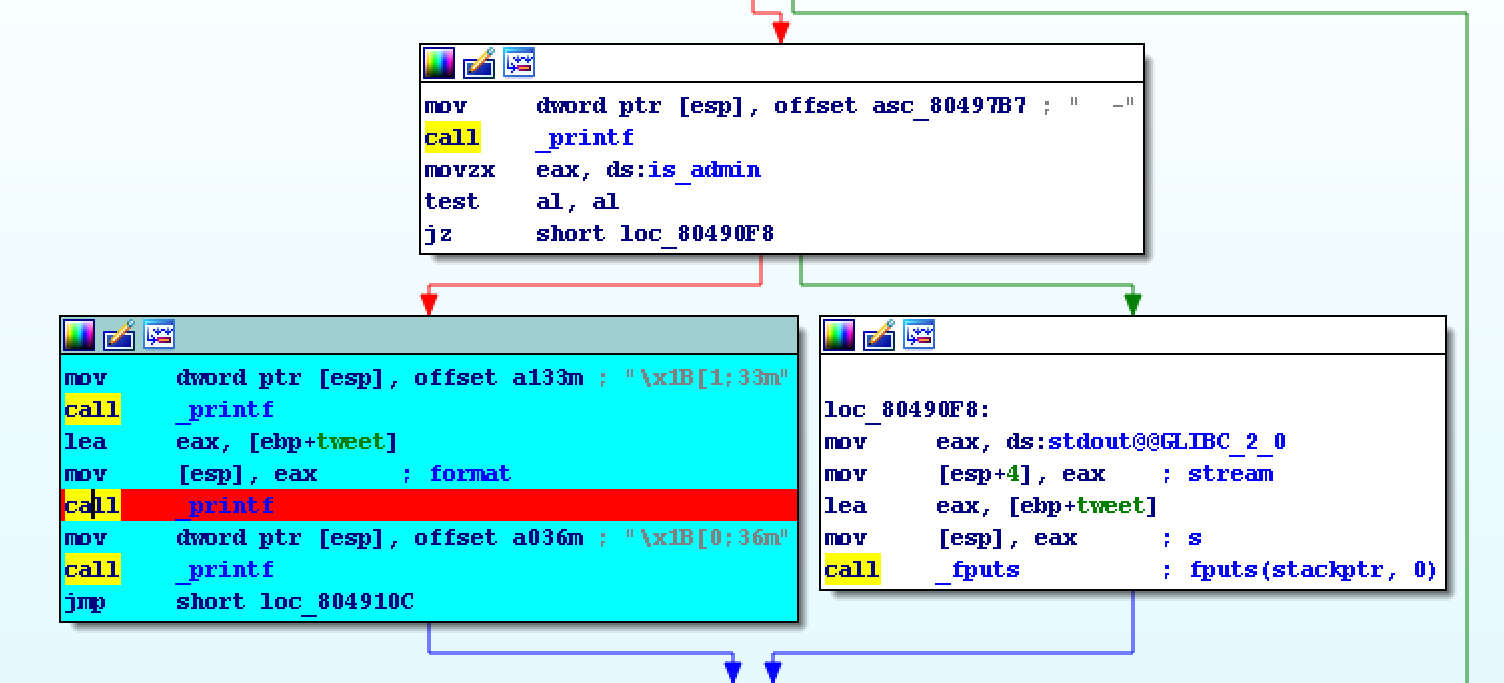 mov     dword ptr [esp], offset asc_80497B7 ; "  -"
call    _printf
movzx   eax, ds:is_admin
test    al, al
jz      short loc_80490F8
mov     dword ptr [esp], offset a133m ; "\x1B[1;33m"
call    _printf
lea     eax, [ebp+tweet]
mov     [esp], eax      ; format
call    _printf
mov     dword ptr [esp], offset a036m ; "\x1B[0;36m"
call    _printf
jmp     short loc_804910C
loc_80490F8:
mov     eax, ds:stdout@@GLIBC_2_0
mov     [esp+4], eax    ; stream
lea     eax, [ebp+tweet]
mov     [esp], eax      ; s
call    _fputs          ; fputs(stackptr, 0)